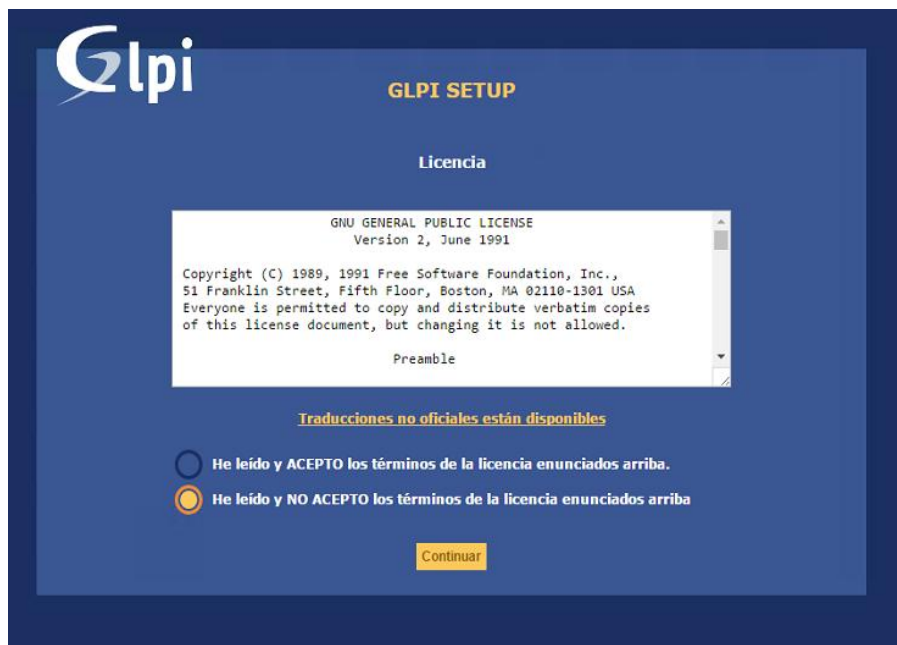 Glpi
GLPI SETUP
Licencia
GNU GENERAL PUBLIC LICENSE
Version 2, June 1991
Copyright (C) 1989, 1991 Free Software Foundation, Inc.,
51 Franklin Street, Fifth Floor, Boston, MA 02110-1301 USA
Everyone is permitted to copy and distribute verbatim copies
of this license document, but changing it is not allowed.
Preamble
Traducciones no oficiales están disponibles
He leído y ACEPTO los términos de la licencia enunciados arriba.
He leído y NO ACEPTO los términos de la licencia enunciados arriba
Continuar